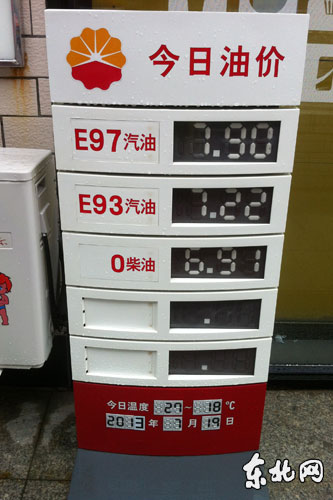 今日油价
E97汽油 7.90
E93汽油 7.22
0柴油 6.91
今日温度 27~18℃
2013年7月19日
东北网